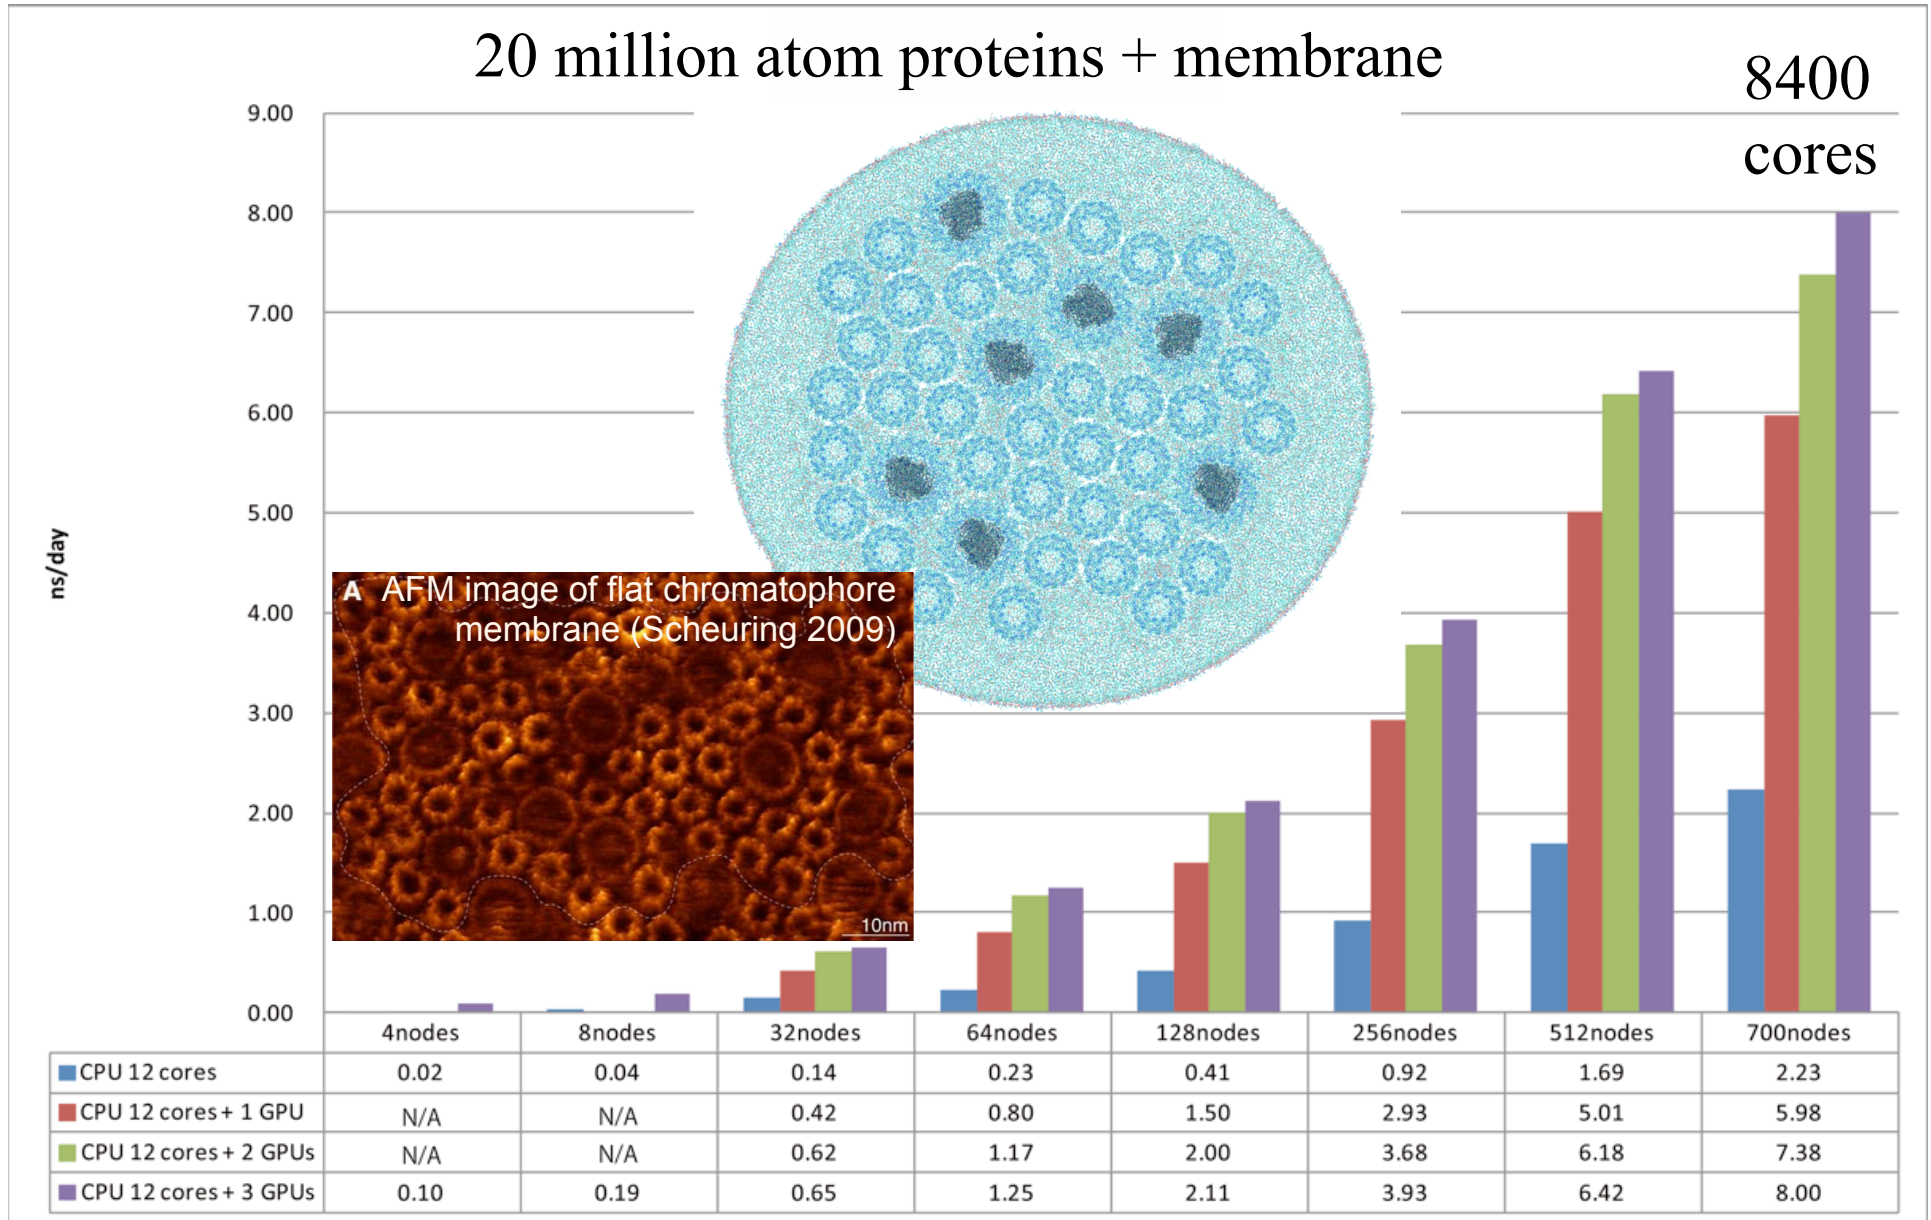 20 million atom proteins + membrane
8400
cores
9.00
8.00
7.00
6.00
5.00
4.00
3.00
2.00
1.00
0.00
ns/day
A AFM image of flat chromatophore
membrane (Scheuring 2009)
10nm
4nodes 8nodes 32nodes 64nodes 128nodes 256nodes 512nodes 700nodes
CPU 12 cores 0.02 0.04 0.14 0.23 0.41 0.92 1.69 2.23
CPU 12 cores + 1 GPU N/A N/A 0.42 0.80 1.50 2.93 5.01 5.98
CPU 12 cores + 2 GPUs N/A N/A 0.62 1.17 2.00 3.68 6.18 7.38
CPU 12 cores + 3 GPUs 0.10 0.19 0.65 1.25 2.11 3.93 6.42 8.00